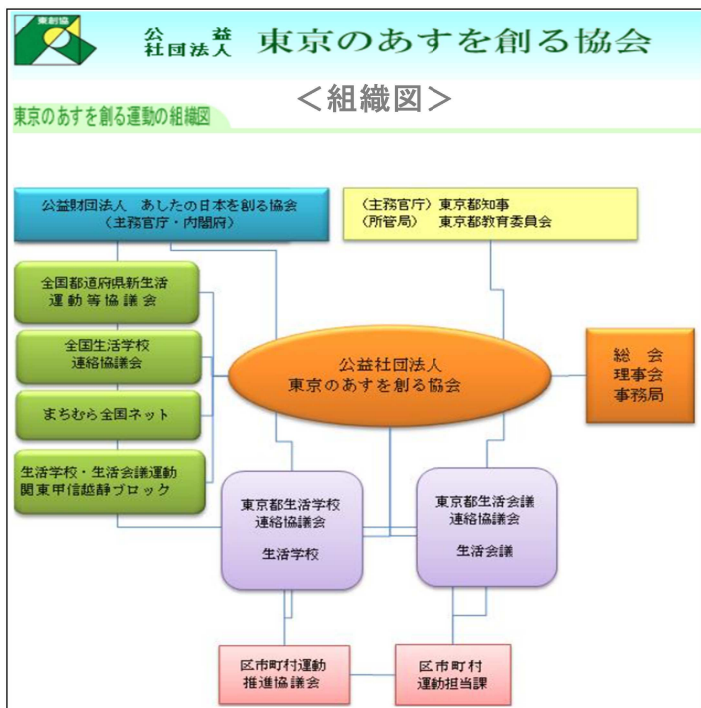 東創協
公益
社団法人
東京のあすを創る協会
＜組織図＞
東京のあすを創る運動の組織図
公益財団法人　あしたの日本を創る協会
（主務官庁・内閣府）
（主務官庁）東京都知事
（所管局）　東京都教育委員会
全国都道府県新生活
運動等協議会
全国生活学校
連絡協議会
まちむら全国ネット
生活学校・生活会議運動
関東甲信越静ブロック
公益社団法人
東京のあすを創る協会
総　会
理事会
事務局
東京都生活学校
連絡協議会
生活学校
東京都生活会議
連絡協議会
生活会議
区市町村運動
推進協議会
区市町村
運動担当課